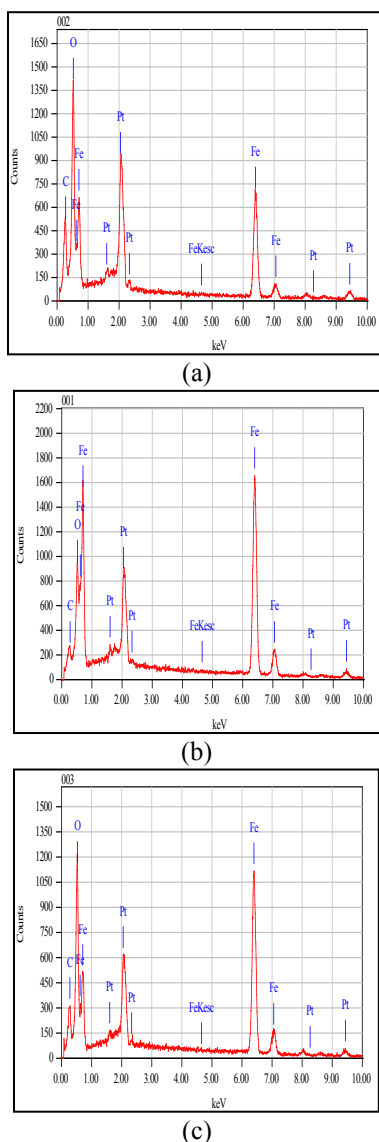 002
1650
1500
1350
1200
1050
900
750
600
450
300
150
0
Counts
C
O
Fe
Fe
Pt
Pt
Pt
FeKesc
Fe
Fe
Pt
Pt
0.00 1.00 2.00 3.00 4.00 5.00 6.00 7.00 8.00 9.00 10.00
keV
(a)
001
2200
2000
1800
1600
1400
1200
1000
800
600
400
200
0
Counts
C
O
Fe
Fe
Pt
Pt
Pt
FeKesc
Fe
Fe
Pt
Pt
0.00 1.00 2.00 3.00 4.00 5.00 6.00 7.00 8.00 9.00 10.00
keV
(b)
003
1500
1350
1200
1050
900
750
600
450
300
150
0
Counts
C
O
Fe
Fe
Pt
Pt
Pt
FeKesc
Fe
Fe
Pt
Pt
0.00 1.00 2.00 3.00 4.00 5.00 6.00 7.00 8.00 9.00 10.00
keV
(c)